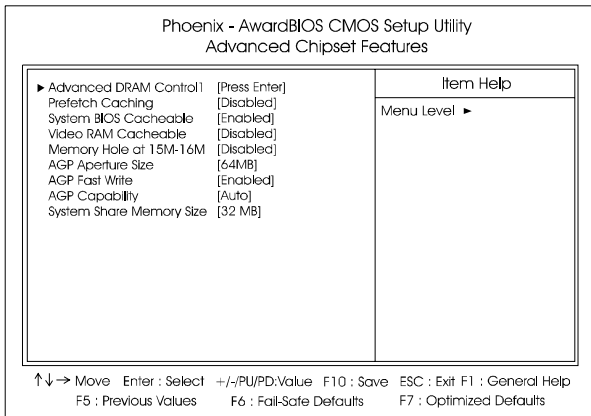 Phoenix - AwardBIOS CMOS Setup Utility
Advanced Chipset Features
▶ Advanced DRAM Control1 [Press Enter]
Prefetch Caching [Disabled]
System BIOS Cacheable [Enabled]
Video RAM Cacheable [Disabled]
Memory Hole at 15M-16M [Disabled]
AGP Aperture Size [64MB]
AGP Fast Write [Enabled]
AGP Capability [Auto]
System Share Memory Size [32 MB]
Item Help
Menu Level ►
↑↓→ Move Enter : Select +/-/PU/PD:Value F10 : Save ESC : Exit F1 : General Help
F5 : Previous Values F6 : Fail-Safe Defaults F7 : Optimized Defaults